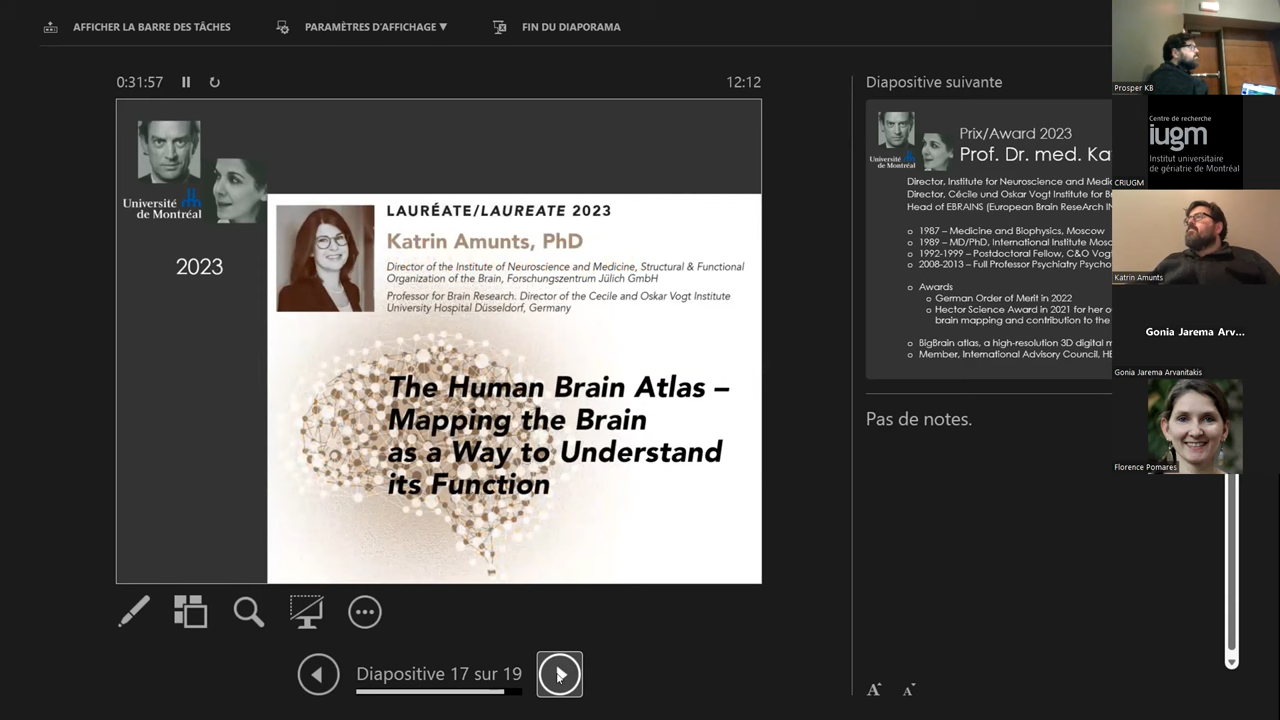 AFFICHER LA BARRE DES TÂCHES
PARAMÈTRES D'AFFICHAGE ▼
FIN DU DIAPORAMA
0:31:57
12:12
Université
de Montréal
2023
LAURÉATE/LAUREATE 2023
Katrin Amunts, PhD
Director of the Institute of Neuroscience and Medicine, Structural & Functional
Organization of the Brain, Forschungszentrum Jülich GmbH
Professor for Brain Research. Director of the Cecile and Oskar Vogt Institute
University Hospital Düsseldorf, Germany
The Human Brain Atlas –
Mapping the Brain
as a Way to Understand
its Function
Diapositive 17 sur 19
Diapositive suivante
Université
de Montréal
Prix/Award 2023
Prof. Dr. med. Ka
Director, Institute for Neuroscience and Medic
Director, Cécile und Oskar Vogt Institute for B
Head of EBRAINS (European Brain ReseArch IN
1987 – Medicine and Biophysics, Moscow
1989 – MD/PhD, International Institute Mosc
1992-1999 – Postdoctoral Fellow, C&O Vogt
2008-2013 – Full Professor Psychiatry Psycho
Awards
German Order of Merit in 2022
Hector Science Award in 2021 for her o
brain mapping and contribution to the
BigBrain atlas, a high-resolution 3D digital m
Member, International Advisory Council, HE
Pas de notes.
A A
Prosper KB
Centre de recherche
iugm
Institut universitaire
de gériatrie de Montréal
CRIUGM
Katrin Amunts
Gonia Jarema Arv...
Gonia Jarema Arvanitakis
Florence Pomares